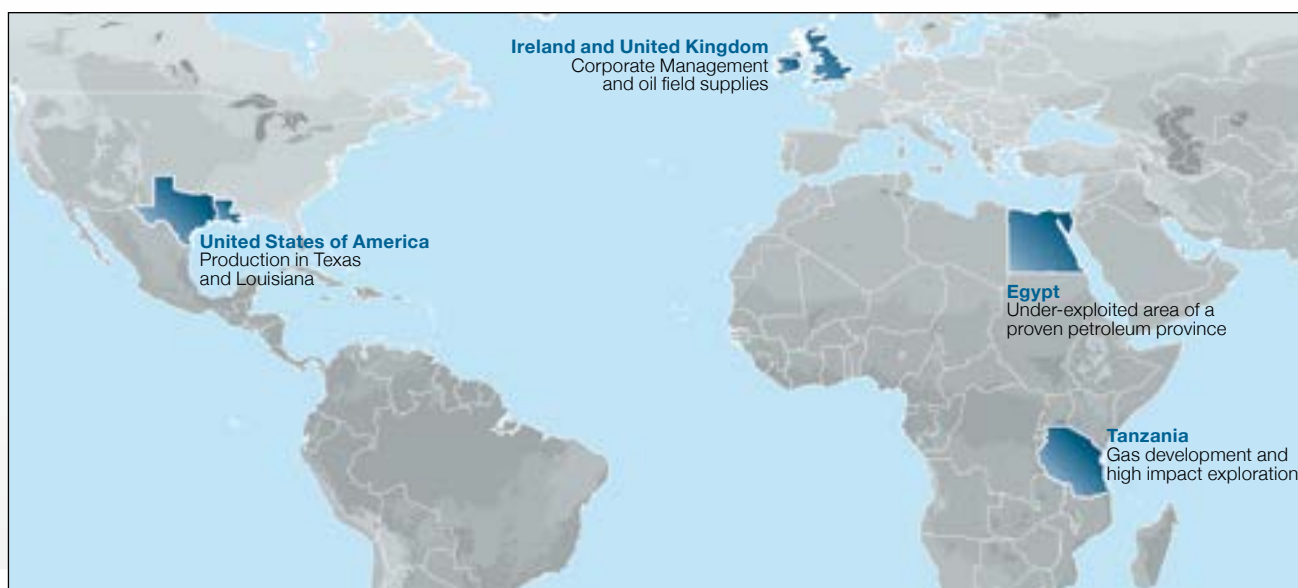 Ireland and United Kingdom
Corporate Management
and oil field supplies
United States of America
Production in Texas
and Louisiana
Egypt
Under-exploited area of a
proven petroleum province
Tanzania
Gas development and
high impact exploration